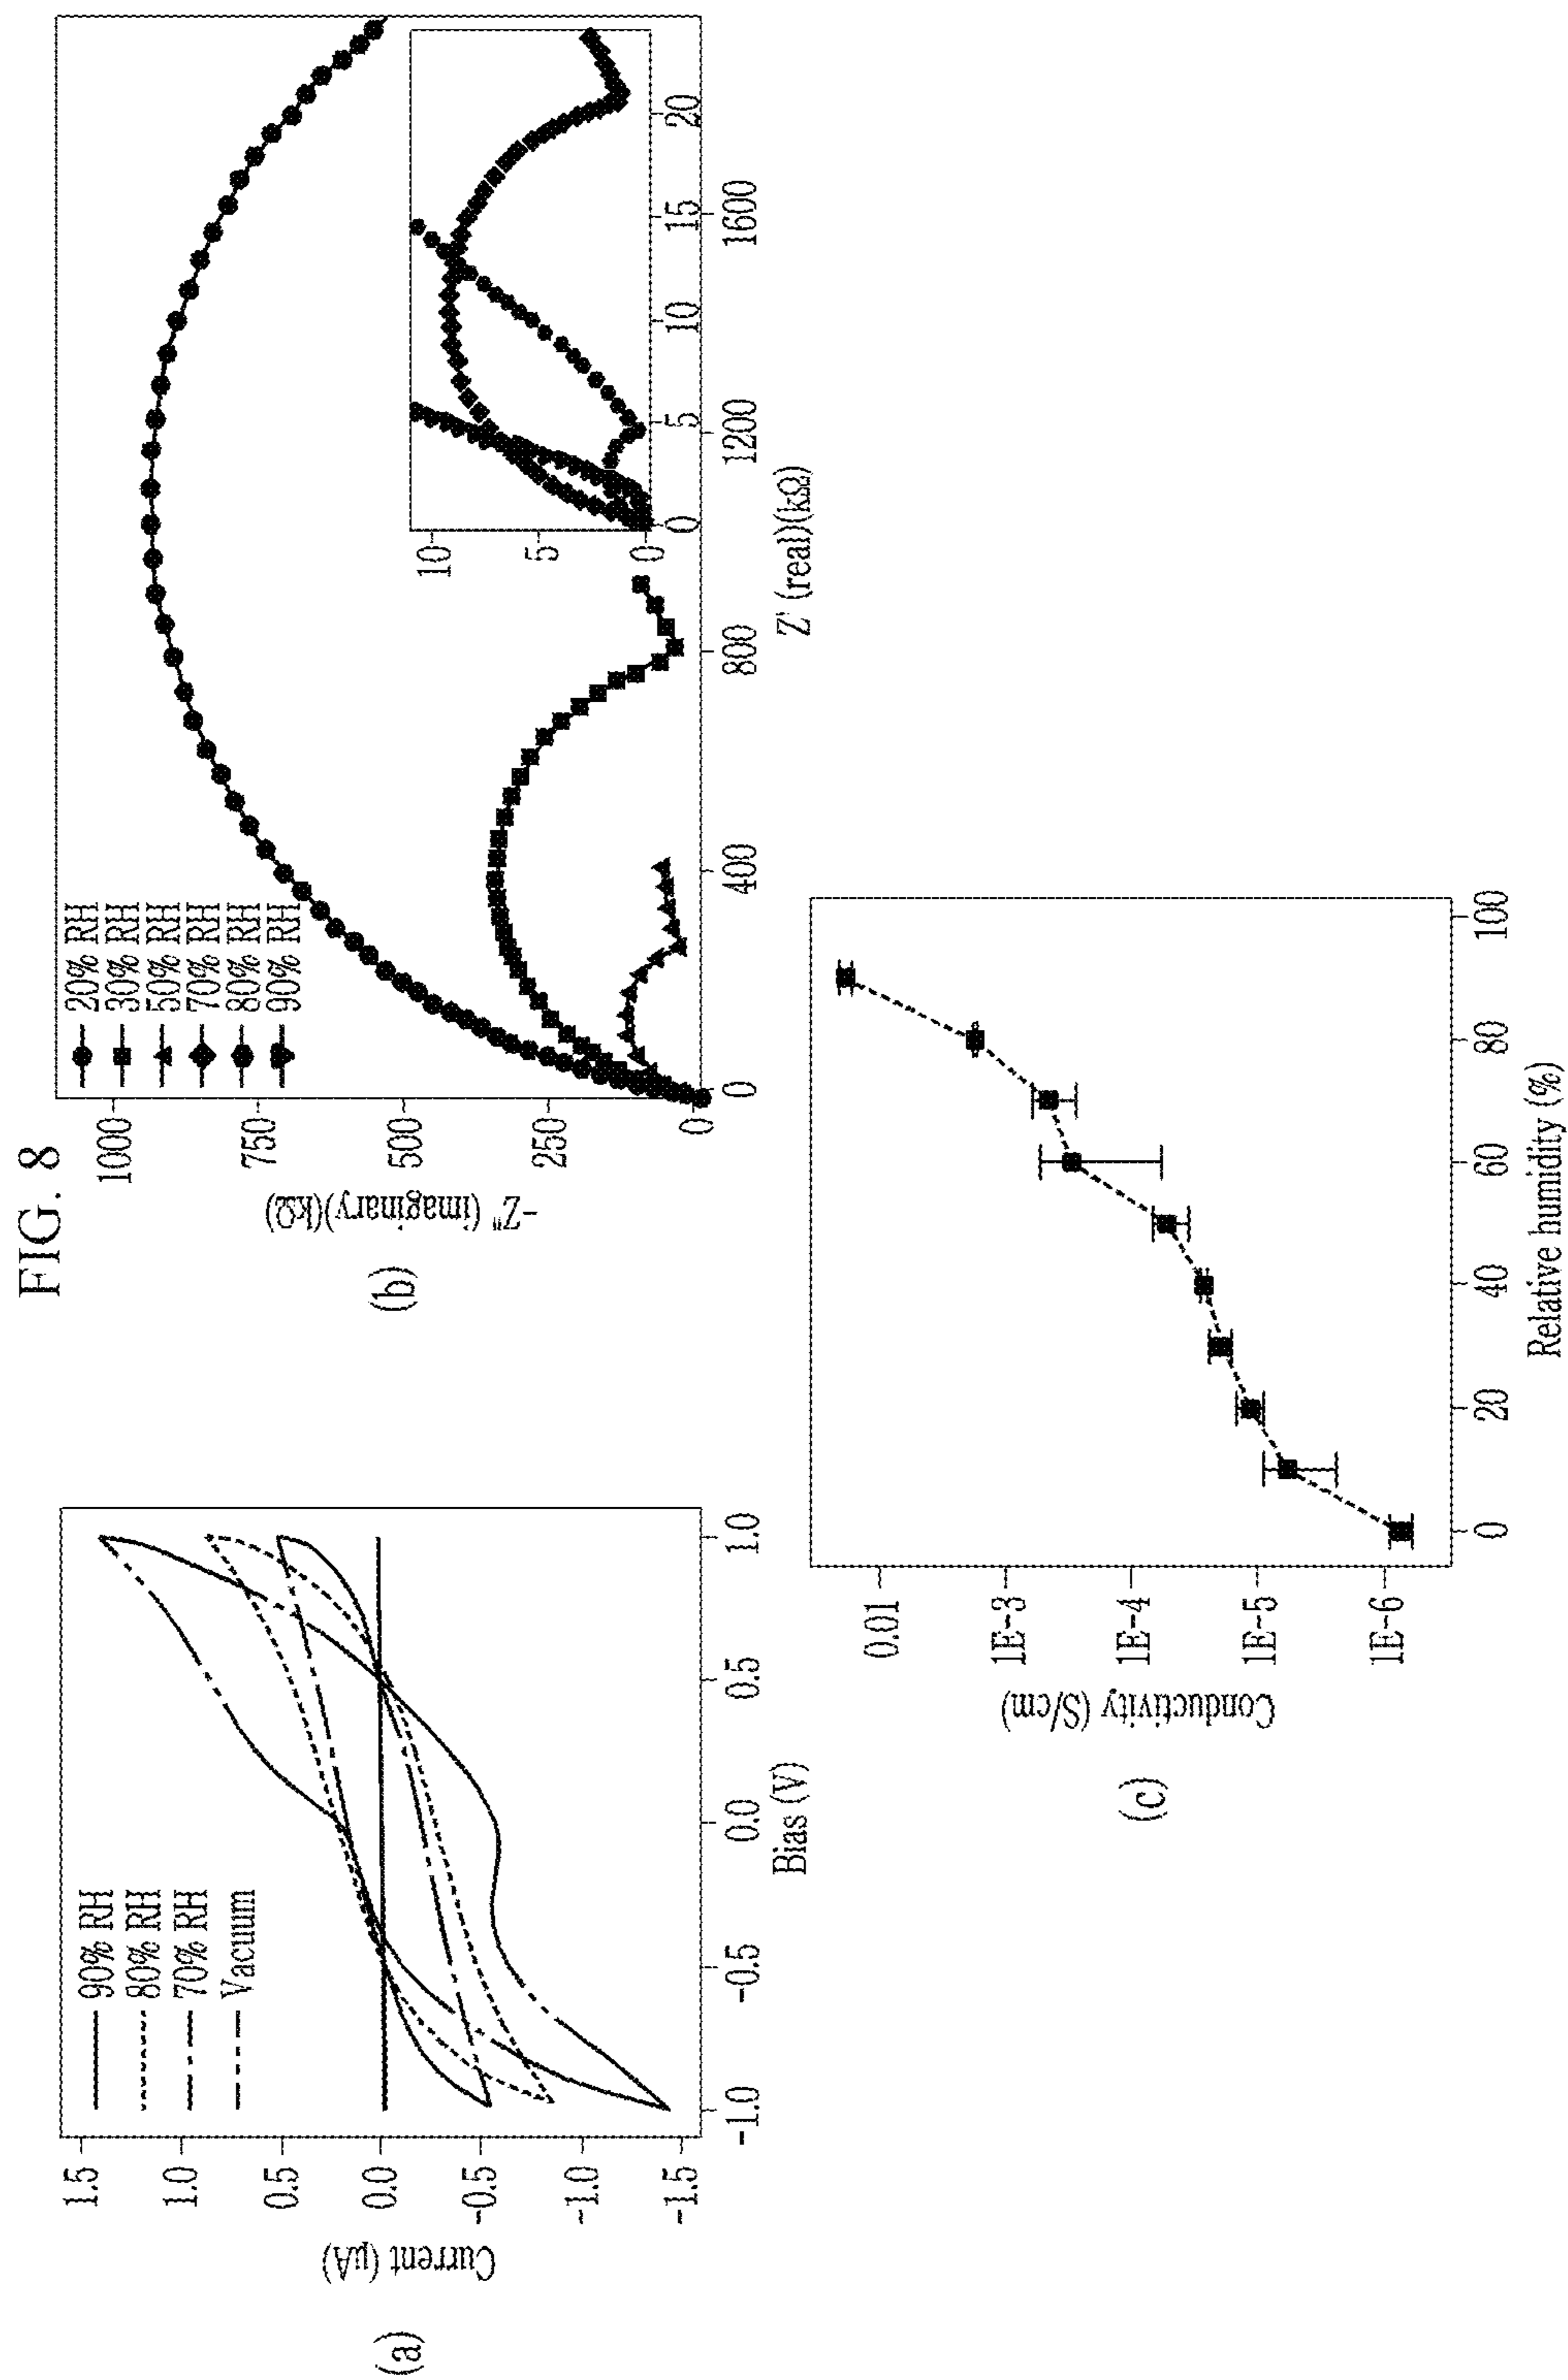 FIG. 8
(a)
Current (μA)
1.5
1.0
0.5
0.0
-0.5
-1.0
-1.5
90% RH
80% RH
70% RH
Vacuum
-1.0
-0.5
0.0
0.5
1.0
Bias (V)
(b)
-Z" (imaginary)(kΩ)
1000
750
500
250
0
20% RH
30% RH
50% RH
70% RH
80% RH
90% RH
10
5
0
0
5
10
15
20
0
400
800
1200
1600
Z' (real)(kΩ)
(c)
Conductivity (S/cm)
0.01
1E-3
1E-4
1E-5
1E-6
0
20
40
60
80
100
Relative humidity (%)